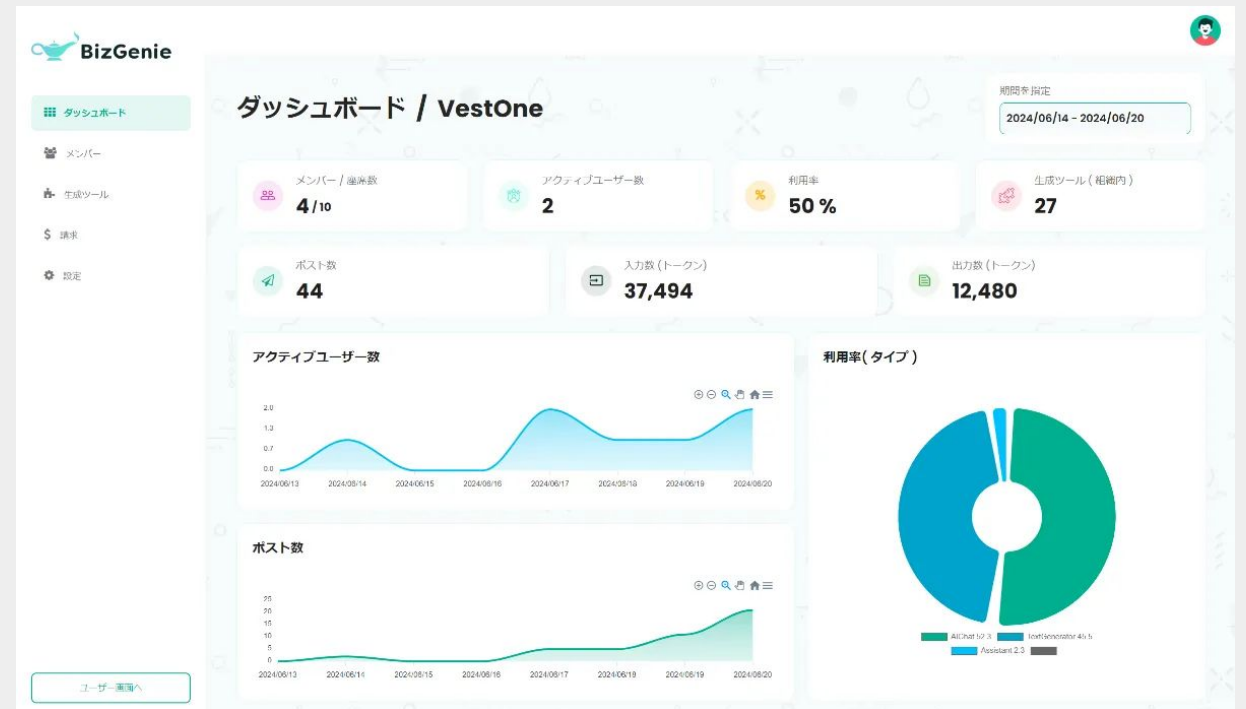 BizGenie
ダッシュボード
メンバー
生成ツール
$ 請求
設定
ユーザー画面へ
ダッシュボード / VestOne
期間を指定
2024/06/14 - 2024/06/20
メンバー / 座席数
4/10
アクティブユーザー数
2
利用率
%
50 %
生成ツール ( 組織内 )
27
ポスト数
44
入力数 (トークン)
37,494
出力数 (トークン)
12,480
アクティブユーザー数
2.0
1.3
0.7
0.0
2024/06/13 2024/06/14 2024/06/15 2024/06/16 2024/06/17 2024/06/18 2024/06/19 2024/06/20
ポスト数
25
20
15
10
5
0
2024/06/13 2024/06/14 2024/06/15 2024/06/16 2024/06/17 2024/06/18 2024/06/19 2024/06/20
利用率( タイプ )
AIChat 52.3 TextGenerator 45.5
Assistant 2.3